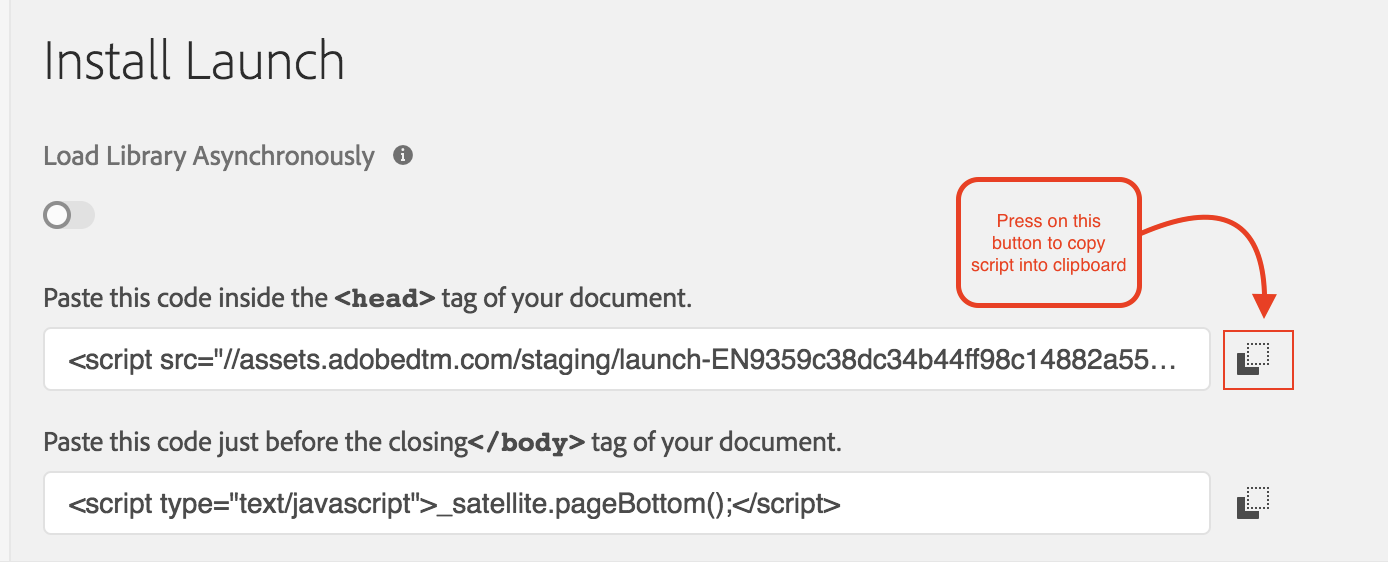 Install Launch
Load Library Asynchronously
Press on this
button to copy
script into clipboard
Paste this code inside the <head> tag of your document.
<script src="//assets.adobedtm.com/staging/launch-EN9359c38dc34b44ff98c14882a55…
Paste this code just before the closing</body> tag of your document.
<script type="text/javascript">_satellite.pageBottom();</script>